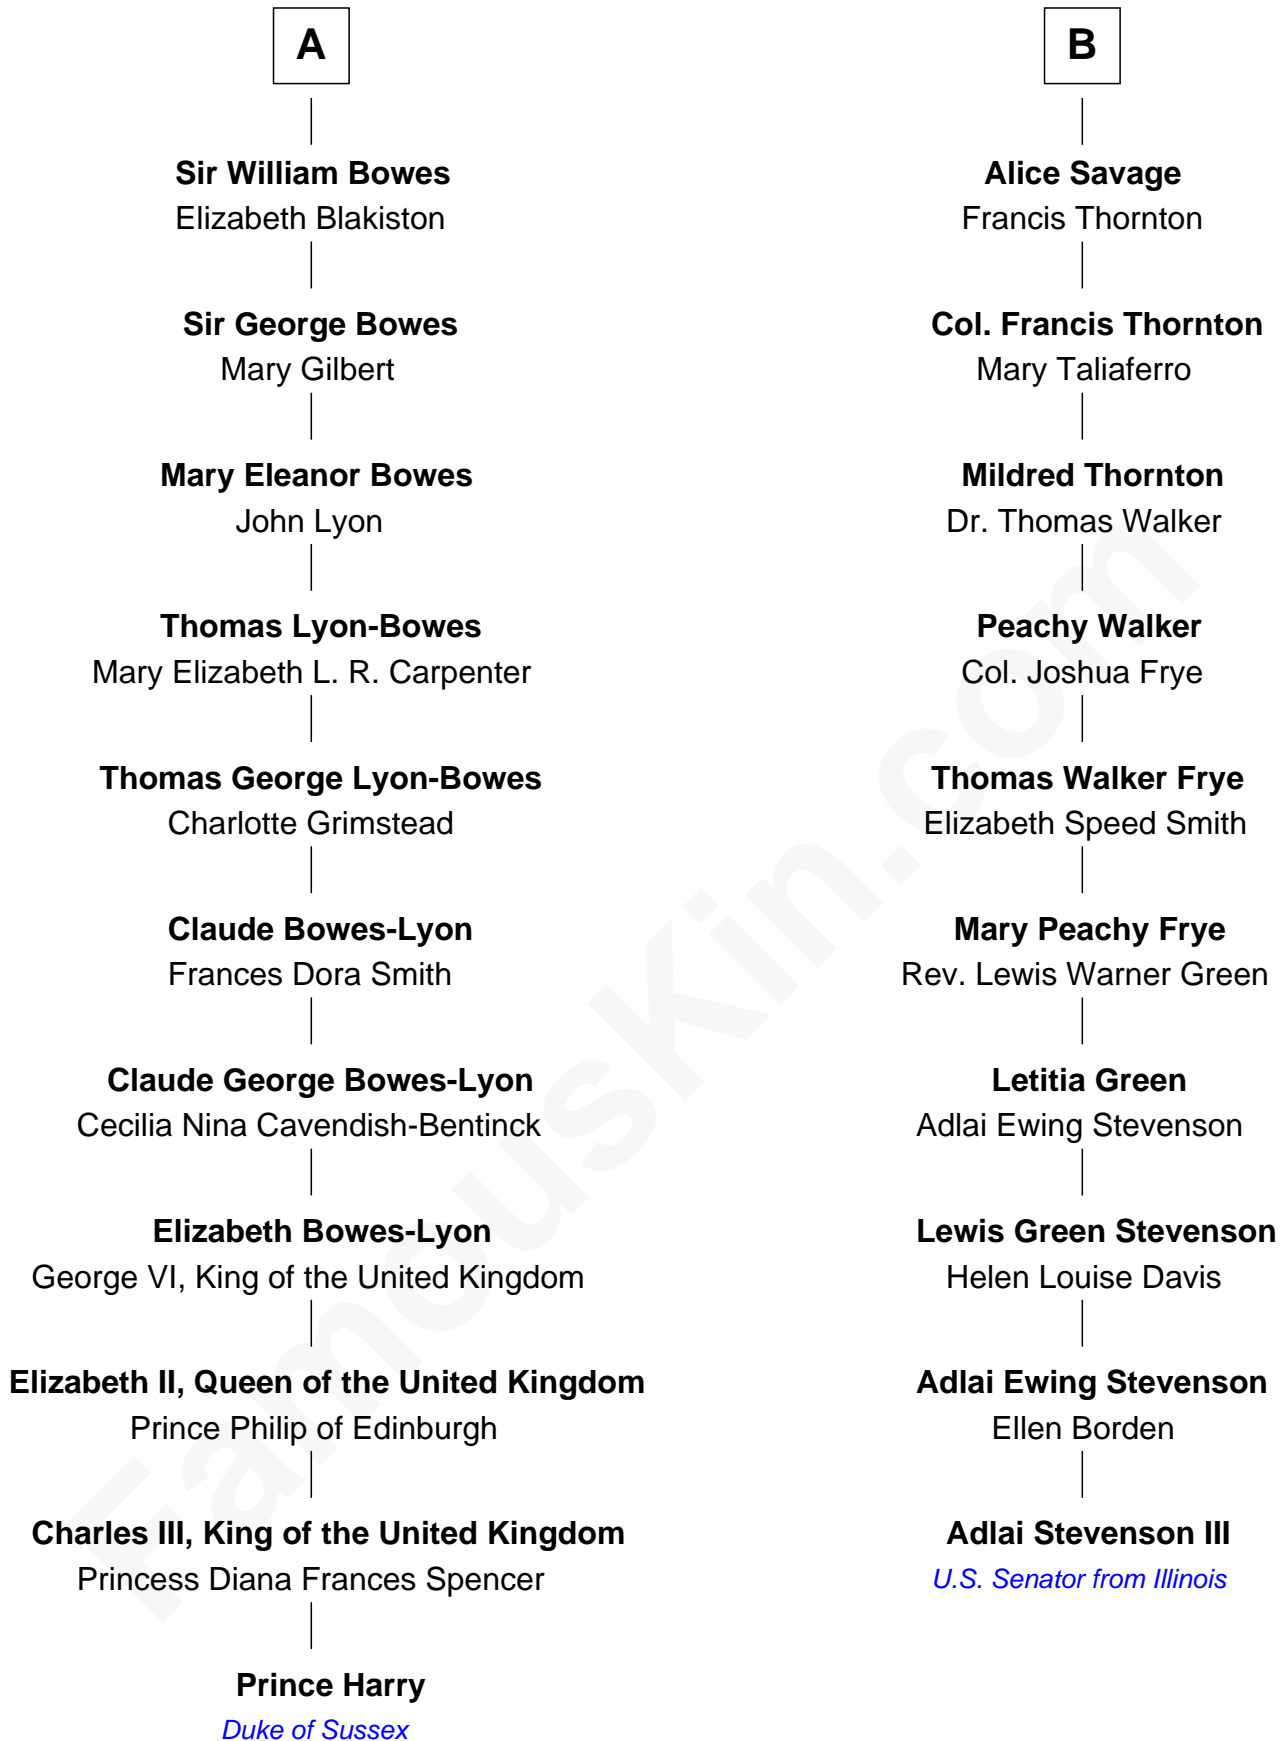 A
Sir William Bowes
Elizabeth Blakiston
Sir George Bowes
Mary Gilbert
Mary Eleanor Bowes
John Lyon
Thomas Lyon-Bowes
Mary Elizabeth L. R. Carpenter
Thomas George Lyon-Bowes
Charlotte Grimstead
Claude Bowes-Lyon
Frances Dora Smith
Claude George Bowes-Lyon
Cecilia Nina Cavendish-Bentinck
Elizabeth Bowes-Lyon
George VI, King of the United Kingdom
Elizabeth II, Queen of the United Kingdom
Prince Philip of Edinburgh
Charles III, King of the United Kingdom
Princess Diana Frances Spencer
Prince Harry
Duke of Sussex
B
Alice Savage
Francis Thornton
Col. Francis Thornton
Mary Taliaferro
Mildred Thornton
Dr. Thomas Walker
Peachy Walker
Col. Joshua Frye
Thomas Walker Frye
Elizabeth Speed Smith
Mary Peachy Frye
Rev. Lewis Warner Green
Letitia Green
Adlai Ewing Stevenson
Lewis Green Stevenson
Helen Louise Davis
Adlai Ewing Stevenson
Ellen Borden
Adlai Stevenson III
U.S. Senator from Illinois
FamousKin.com